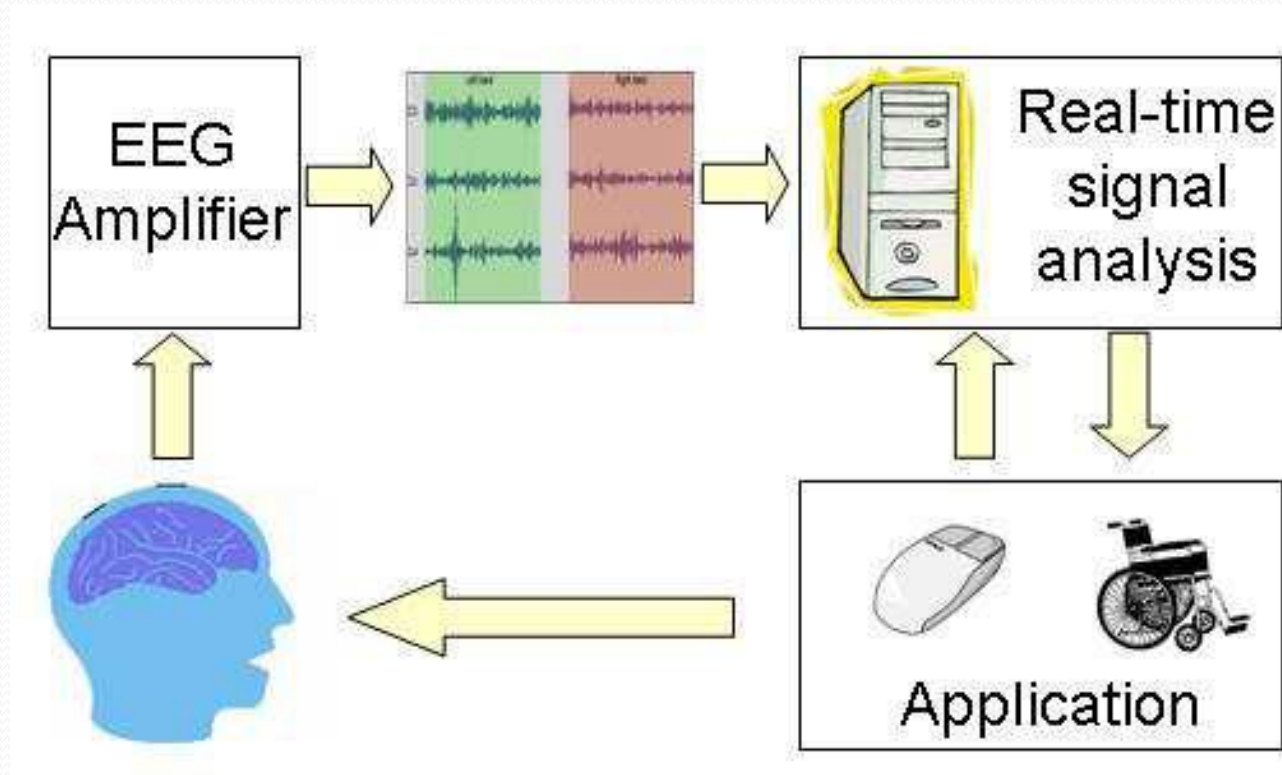 EEG
Amplifier
Real-time
signal
analysis
Application